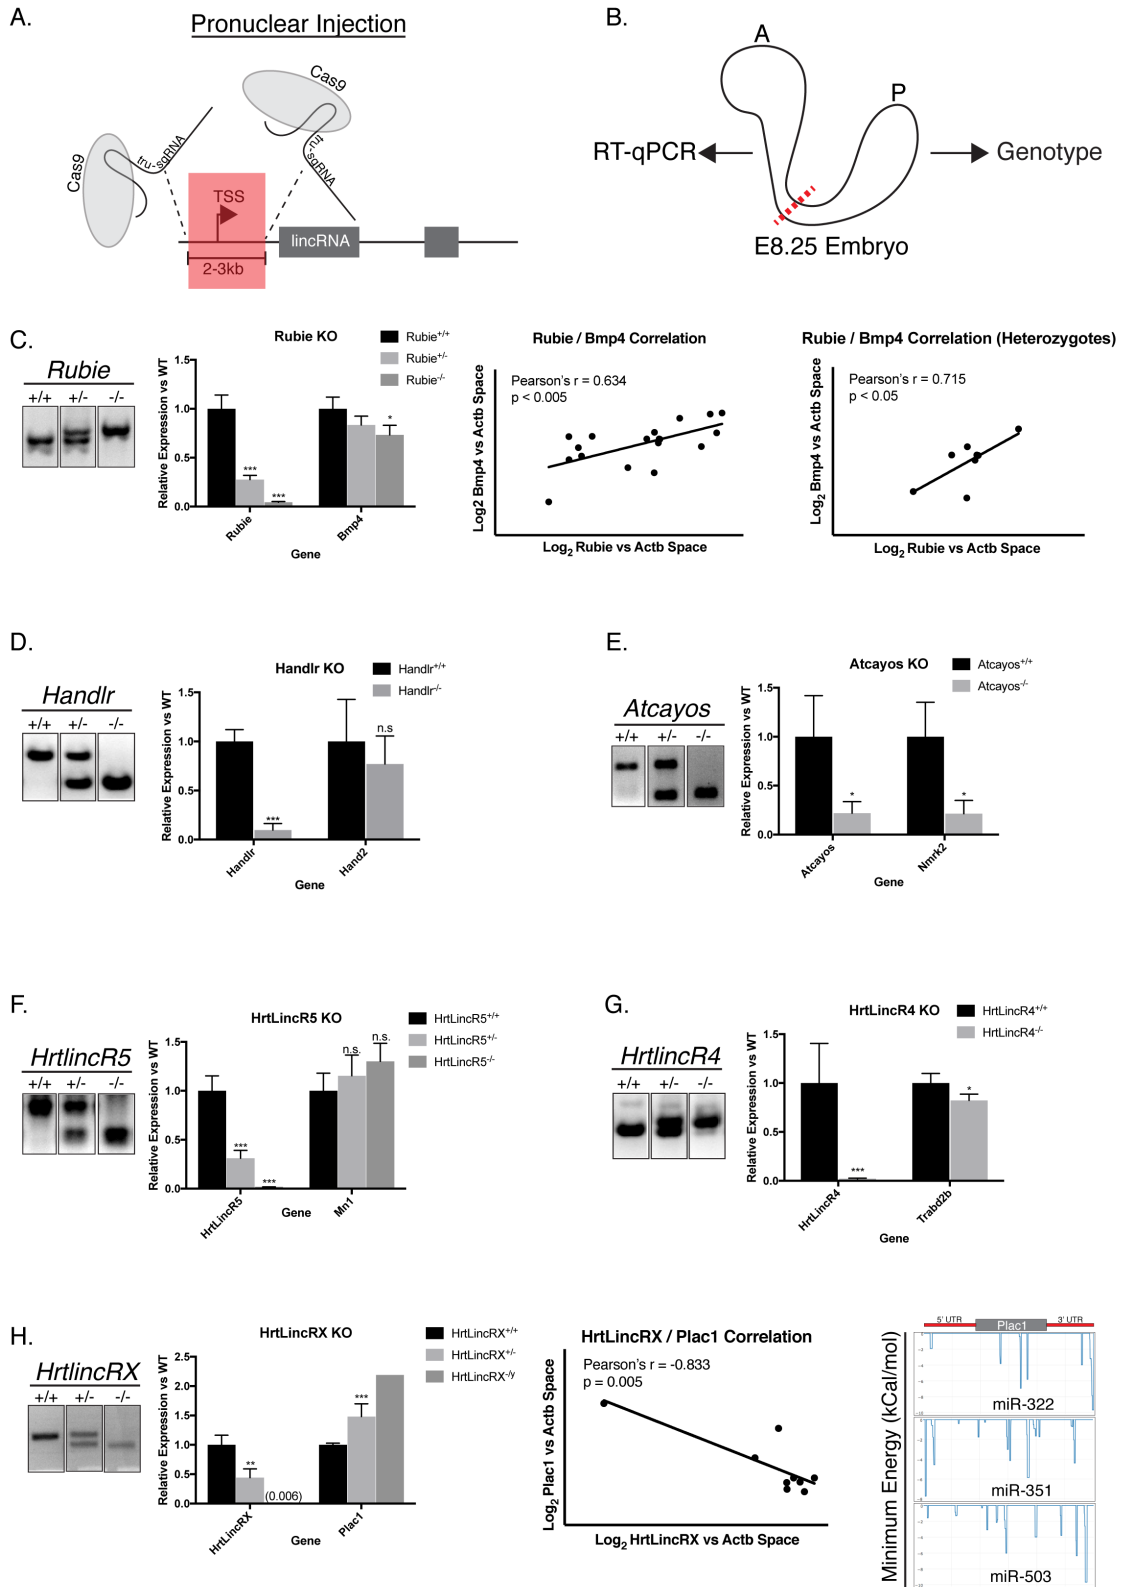 A.
Pronuclear Injection
Cas9
tru-sgRNA
Cas9
tru-sgRNA
TSS
2-3kb
lincRNA
B.
A
P
RT-qPCR
Genotype
E8.25 Embryo
C.
Rubie
+/+ +/- -/-
Rubie KO
Rubie+/+
Rubie+/-
Rubie-/-
Relative Expression vs WT
1.5
1.0
0.5
0.0
***
***
*
Rubie
Bmp4
Gene
Rubie / Bmp4 Correlation
Pearson's r = 0.634
p < 0.005
Log2 Bmp4 vs Actb Space
Log2 Rubie vs Actb Space
Rubie / Bmp4 Correlation (Heterozygotes)
Pearson's r = 0.715
p < 0.05
Log2 Bmp4 vs Actb Space
Log2 Rubie vs Actb Space
D.
Handlr
+/+ +/- -/-
Handlr KO
Handlr+/+
Handlr-/-
Relative Expression vs WT
1.5
1.0
0.5
0.0
***
n.s
Handlr
Hand2
Gene
E.
Atcayos
+/+ +/- -/-
Atcayos KO
Atcayos+/+
Atcayos-/-
Relative Expression vs WT
1.5
1.0
0.5
0.0
*
*
Atcayos
Nmrk2
Gene
F.
HrtlincR5
+/+ +/- -/-
HrtLincR5 KO
HrtLincR5+/+
HrtLincR5+/-
HrtLincR5-/-
Relative Expression vs WT
1.5
1.0
0.5
0.0
***
***
n.s.
n.s.
HrtLincR5
Mn1
Gene
G.
HrtlincR4
+/+ +/- -/-
HrtLincR4 KO
HrtLincR4+/+
HrtLincR4-/-
Relative Expression vs WT
1.5
1.0
0.5
0.0
***
*
HrtLincR4
Trabd2b
Gene
H.
HrtlincRX
+/+ +/- -/-
HrtLincRX KO
HrtLincRX+/+
HrtLincRX+/-
HrtLincRX-/y
Relative Expression vs WT
2.5
2.0
1.5
1.0
0.5
0.0
**
(0.006)
***
HrtLincRX
Plac1
Gene
HrtLincRX / Plac1 Correlation
Pearson's r = -0.833
p = 0.005
Log2 Plac1 vs Actb Space
Log2 HrtLincRX vs Actb Space
5' UTR
Plac1
3' UTR
Minimum Energy (kCal/mol)
miR-322
miR-351
miR-503